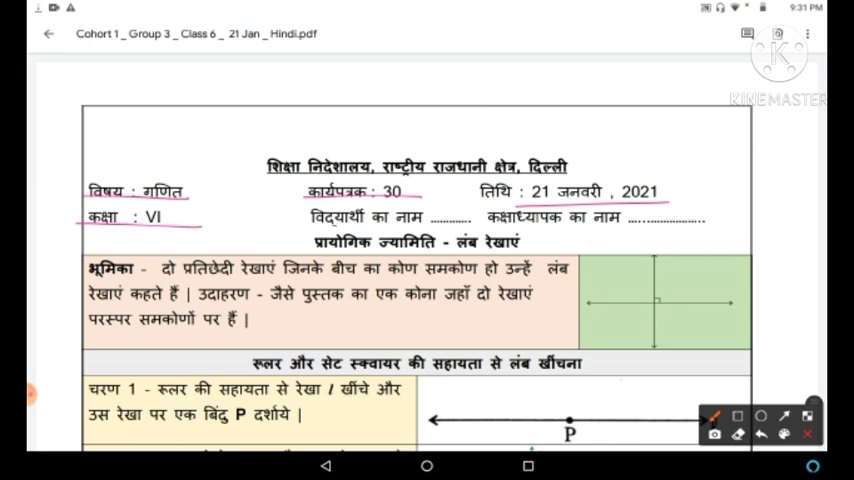 9:31 PM
Cohort 1 _ Group 3 _ Class 6 _ 21 Jan _ Hindi.pdf
K
KINEMASTER
शिक्षा निदेशालय, राष्ट्रीय राजधानी क्षेत्र, दिल्ली
विषय : गणित कार्यपत्रक : 30 तिथि : 21 जनवरी , 2021
कक्षा : VI विद्यार्थी का नाम ............ कक्षाध्यापक का नाम ......................
प्रायोगिक ज्यामिति - लंब रेखाएं
भूमिका - दो प्रतिछेदी रेखाएं जिनके बीच का कोण समकोण हो उन्हें लंब
रेखाएं कहते हैं | उदाहरण - जैसे पुस्तक का एक कोना जहाँ दो रेखाएं
परस्पर समकोणों पर हैं |
रूलर और सेट स्क्वायर की सहायता से लंब खींचना
चरण 1 - रूलर की सहायता से रेखा l खींचे और
उस रेखा पर एक बिंदु P दर्शाये |
P